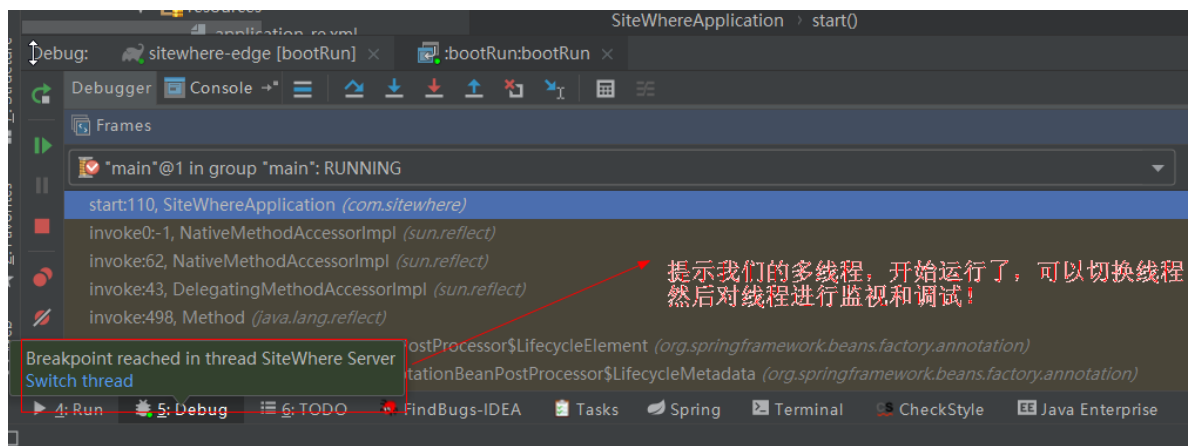 resources
SiteWhereApplication › start()
Debug: sitewhere-edge [bootRun] × :bootRun:bootRun ×
Debugger Console
Frames
"main"@1 in group "main": RUNNING
start:110, SiteWhereApplication (com.sitewhere)
invoke0:-1, NativeMethodAccessorImpl (sun.reflect)
invoke:62, NativeMethodAccessorImpl (sun.reflect)
invoke:43, DelegatingMethodAccessorImpl (sun.reflect)
invoke:498, Method (java.lang.reflect)
提示我们的多线程，开始运行了，可以切换线程
然后对线程进行监视和调试！
ostProcessor$LifecycleElement (org.springframework.beans.factory.annotation)
Breakpoint reached in thread SiteWhere Server
Switch thread
otationBeanPostProcessor$LifecycleMetadata (org.springframework.beans.factory.annotation)
4: Run 5: Debug 6: TODO FindBugs-IDEA Tasks Spring Terminal CheckStyle Java Enterprise